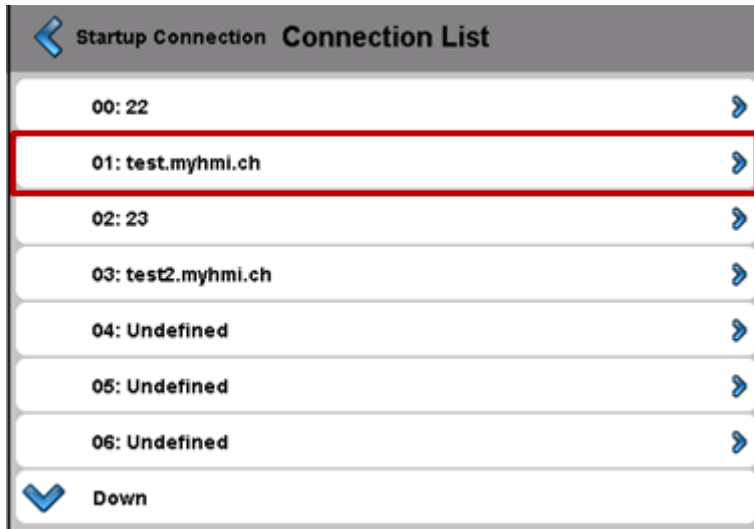 Startup Connection Connection List
00: 22
01: test.myhmi.ch
02: 23
03: test2.myhmi.ch
04: Undefined
05: Undefined
06: Undefined
Down